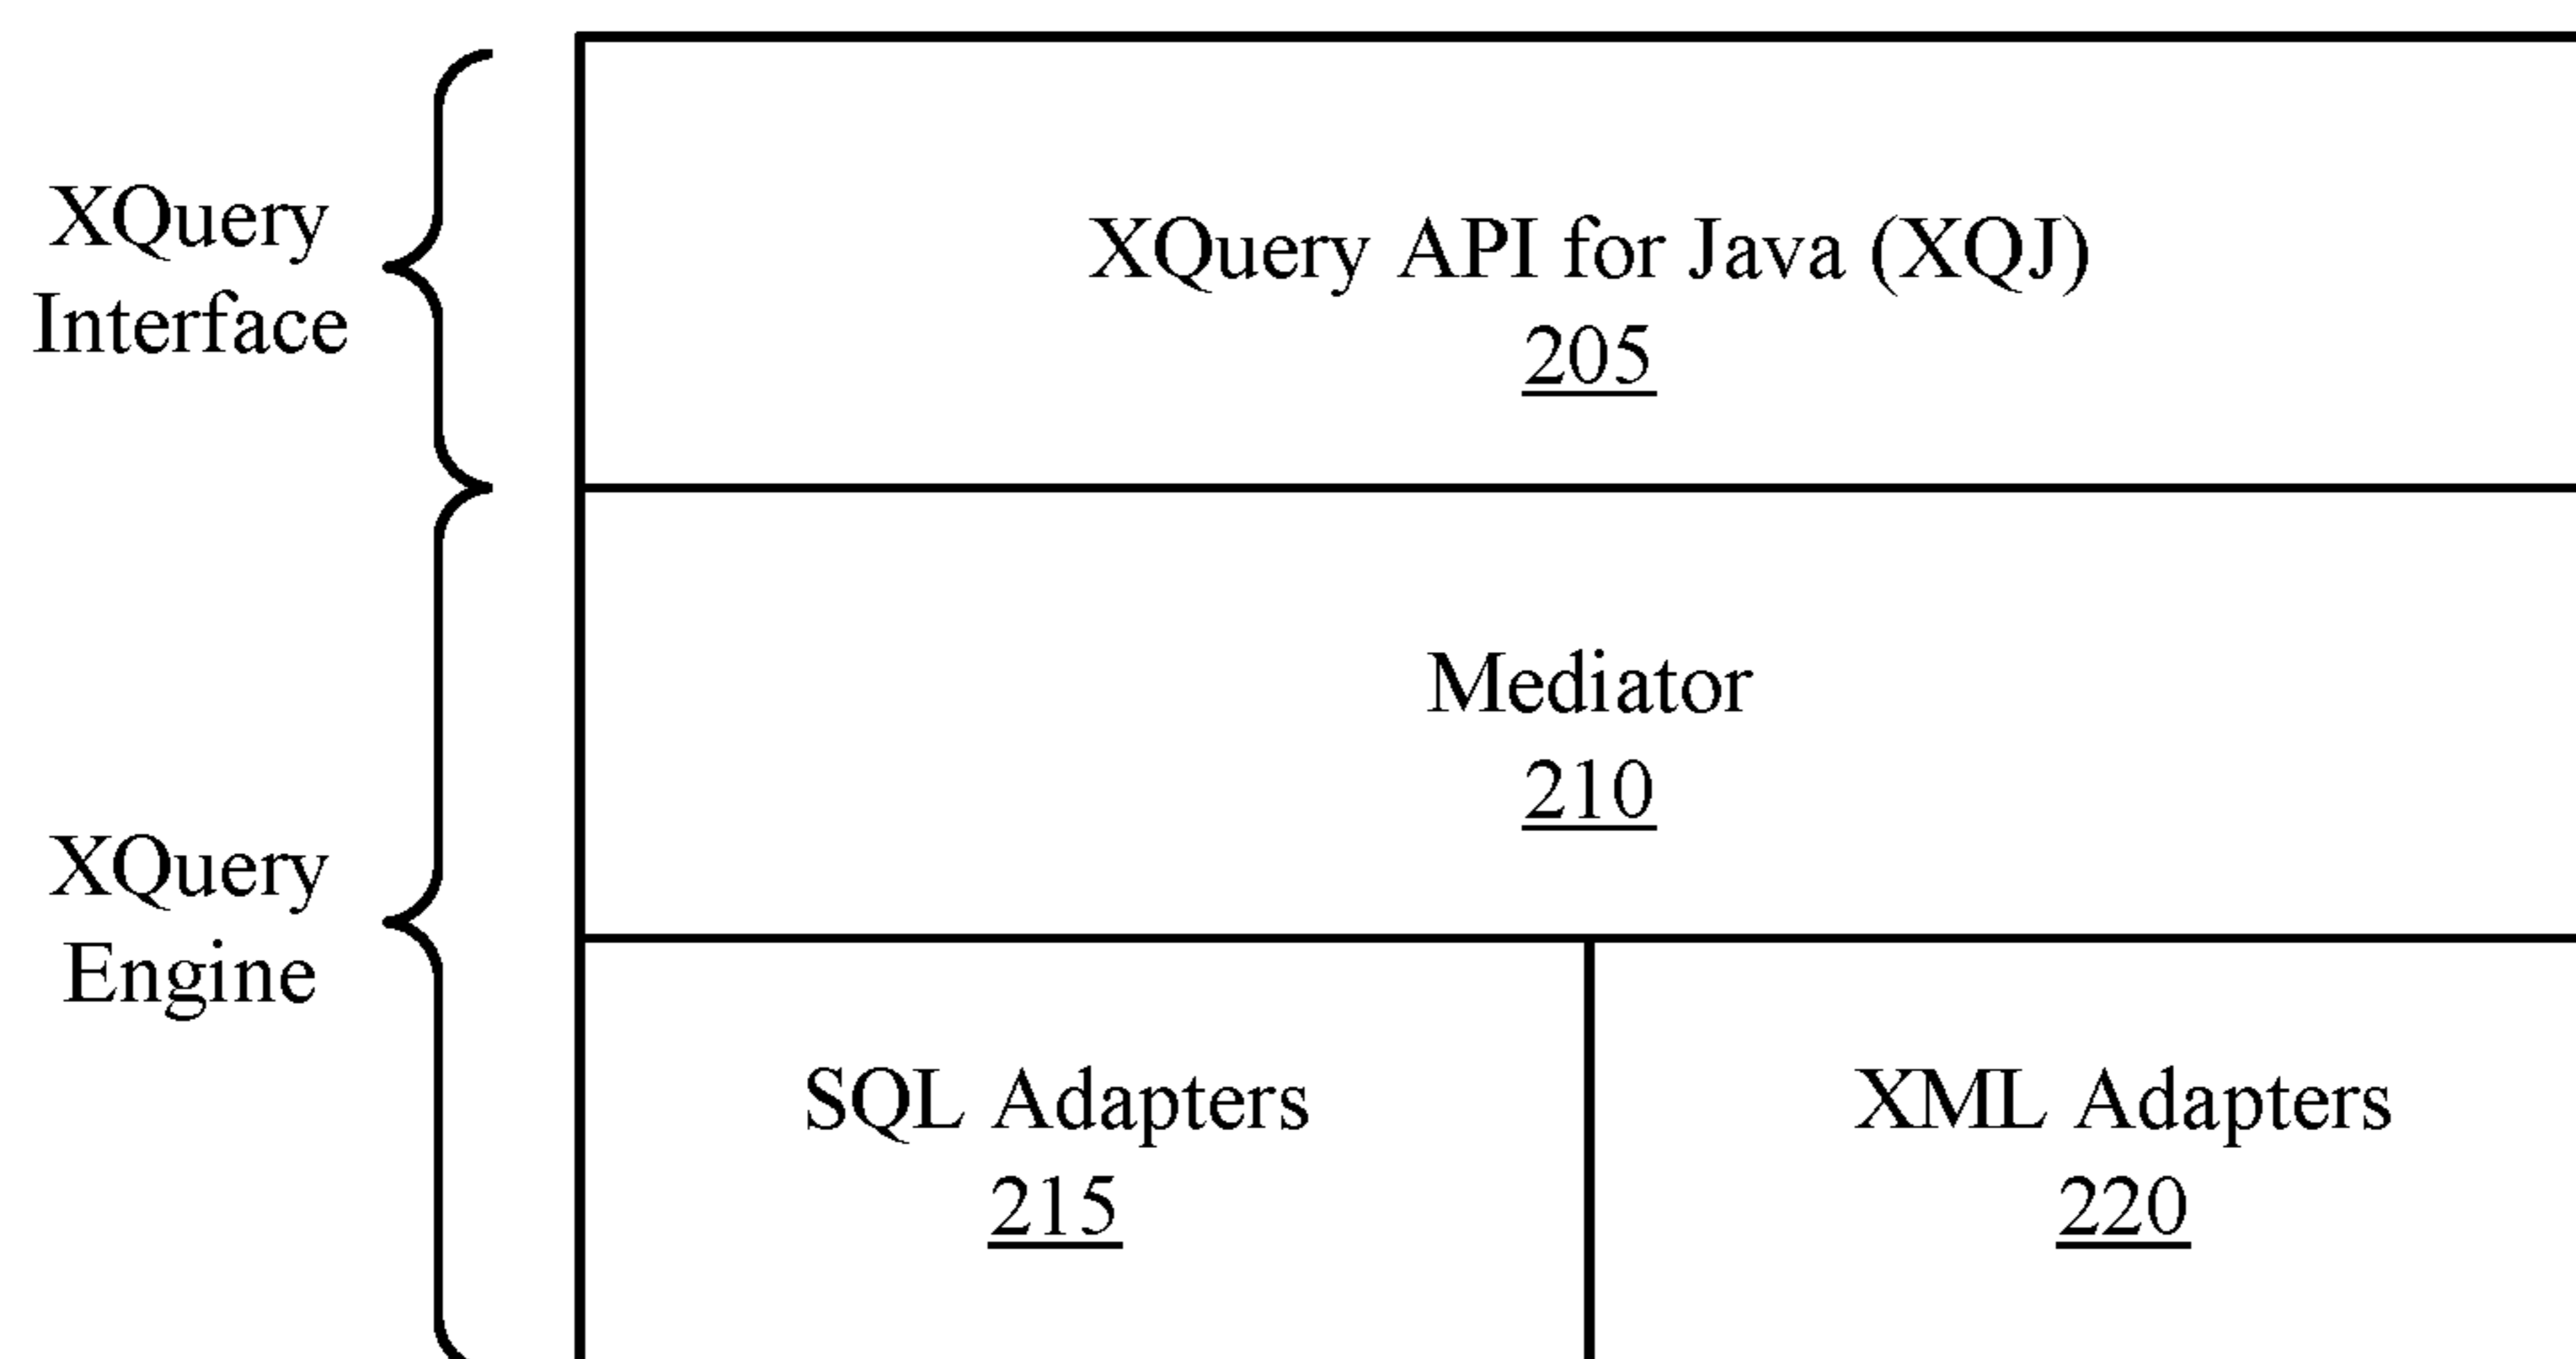 XQuery
Interface
XQuery API for Java (XQJ)
205
Mediator
210
XQuery
Engine
SQL Adapters
215
XML Adapters
220